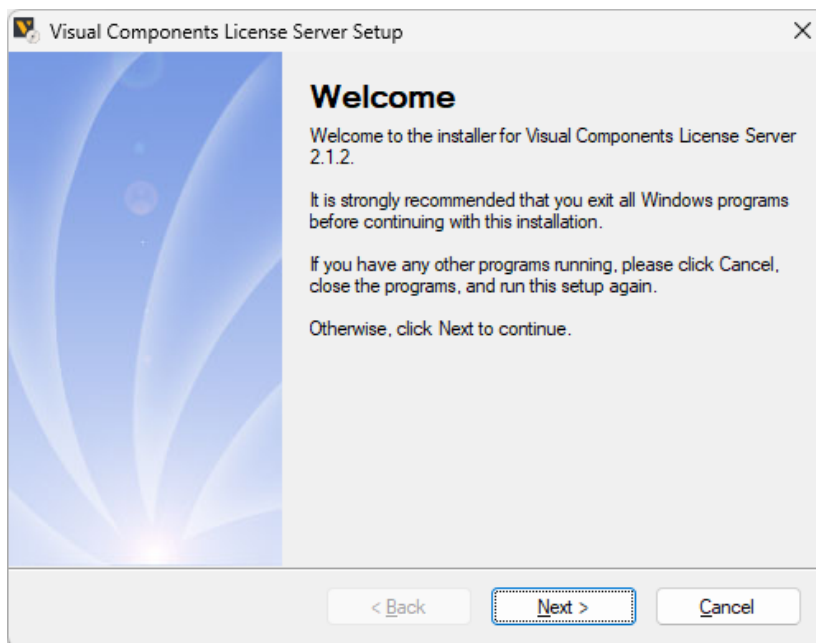 Visual Components License Server Setup
Welcome
Welcome to the installer for Visual Components License Server
2.1.2.
It is strongly recommended that you exit all Windows programs
before continuing with this installation.
If you have any other programs running, please click Cancel,
close the programs, and run this setup again.
Otherwise, click Next to continue.
< Back
Next >
Cancel